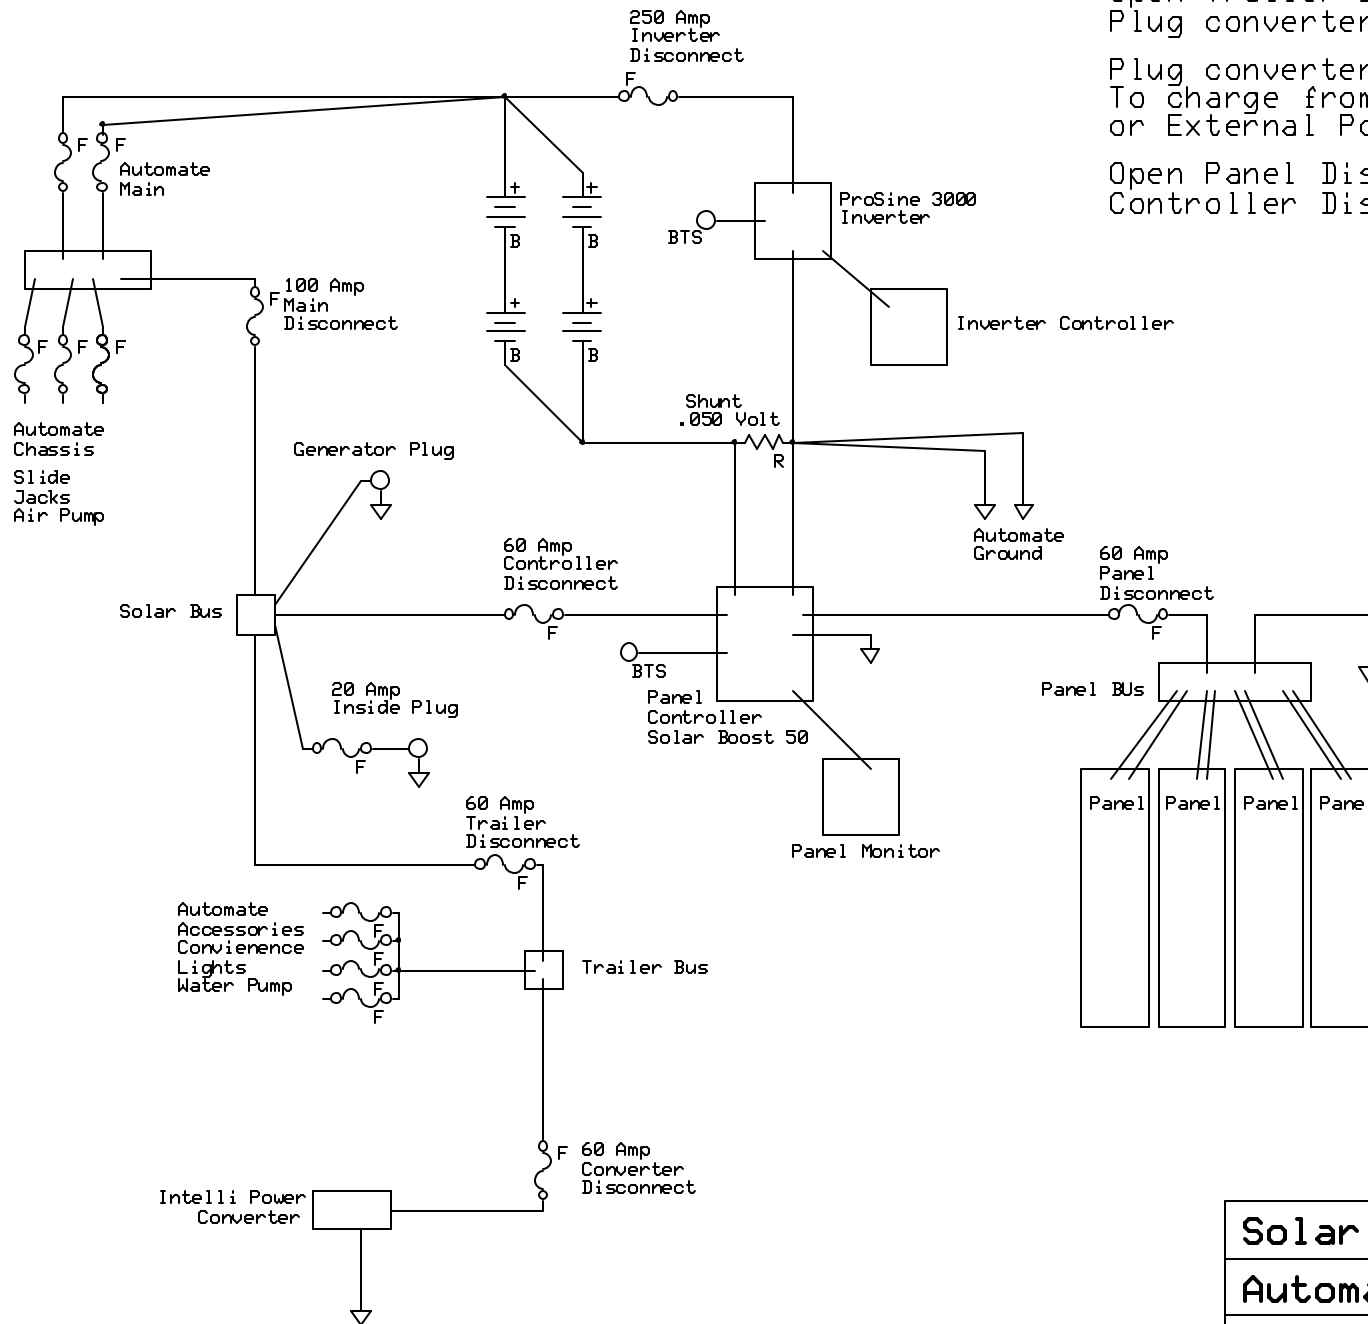 250 Amp
Inverter
Disconnect
F
Plug converter
Plug converter
To charge from
or External
Open Panel
Controller
F
F
Automate
Main
+
+
B
B
ProSine 3000
Inverter
BTS
100 Amp
F Main
Disconnect
+
+
B
B
Inverter Controller
F
F
F
Shunt
.050 Volt
R
Automate
Chassis
Slide
Jacks
Air Pump
Generator Plug
Automate
Ground
60 Amp
Controller
Disconnect
F
60 Amp
Panel
Disconnect
F
Solar Bus
BTS
Panel
Controller
Solar Boost 50
Panel BUs
20 Amp
Inside Plug
F
60 Amp
Trailer
Disconnect
F
Panel Monitor
Panel
Panel
Panel
Pane
Automate
Accessories
Convienence
Lights
Water Pump
F
F
F
F
Trailer Bus
F
60 Amp
Converter
Disconnect
Intelli Power
Converter
Solar
Automa